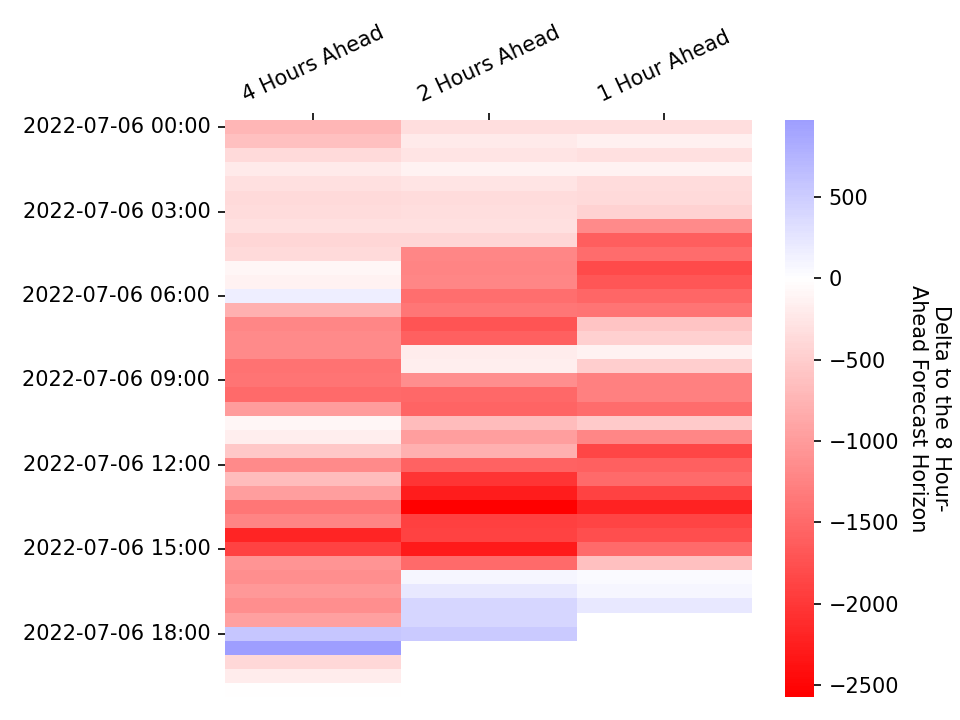 4 Hours Ahead
2 Hours Ahead
1 Hour Ahead
2022-07-06 00:00
2022-07-06 03:00
2022-07-06 06:00
2022-07-06 09:00
2022-07-06 12:00
2022-07-06 15:00
2022-07-06 18:00
500
0
−500
−1000
−1500
−2000
−2500
Delta to the 8 Hour-
Ahead Forecast Horizon